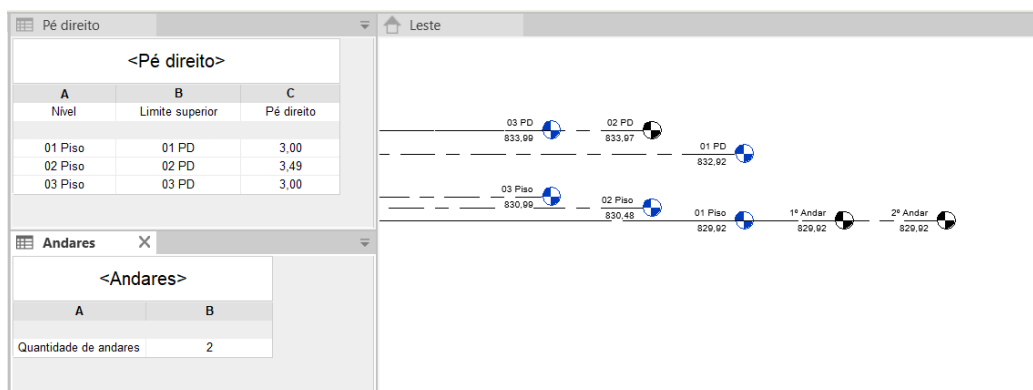 Pé direito
<Pé direito>
A B C
Nível Limite superior Pé direito
01 Piso 01 PD 3,00
02 Piso 02 PD 3,49
03 Piso 03 PD 3,00
Andares
<Andares>
A B
Quantidade de andares 2
Leste
03 PD 02 PD
833,99 833,97
01 PD
832,92
03 Piso
830,99
02 Piso
830,48
01 Piso 1º Andar 2º Andar
829,92 829,92 829,92